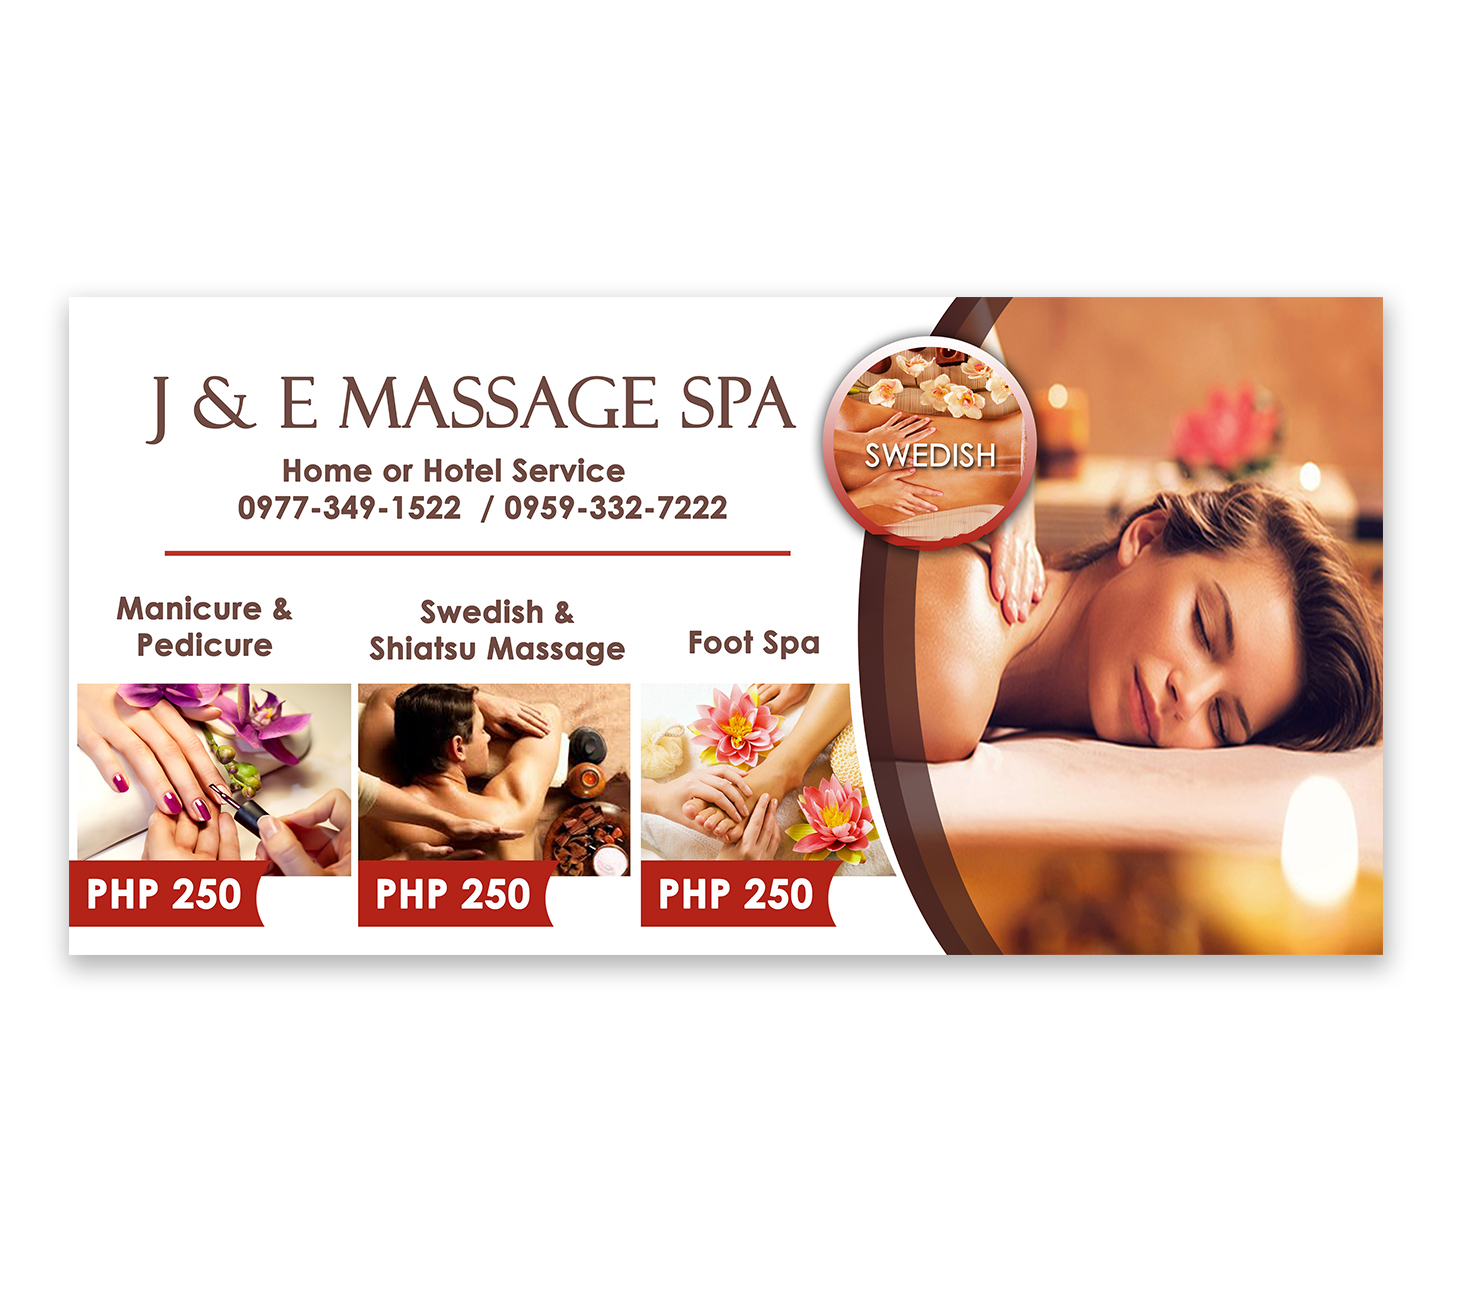 J & E MASSAGE SPA
Home or Hotel Service
0977-349-1522 / 0959-332-7222
SWEDISH
Manicure &
Pedicure
PHP 250
Swedish &
Shiatsu Massage
PHP 250
Foot Spa
PHP 250